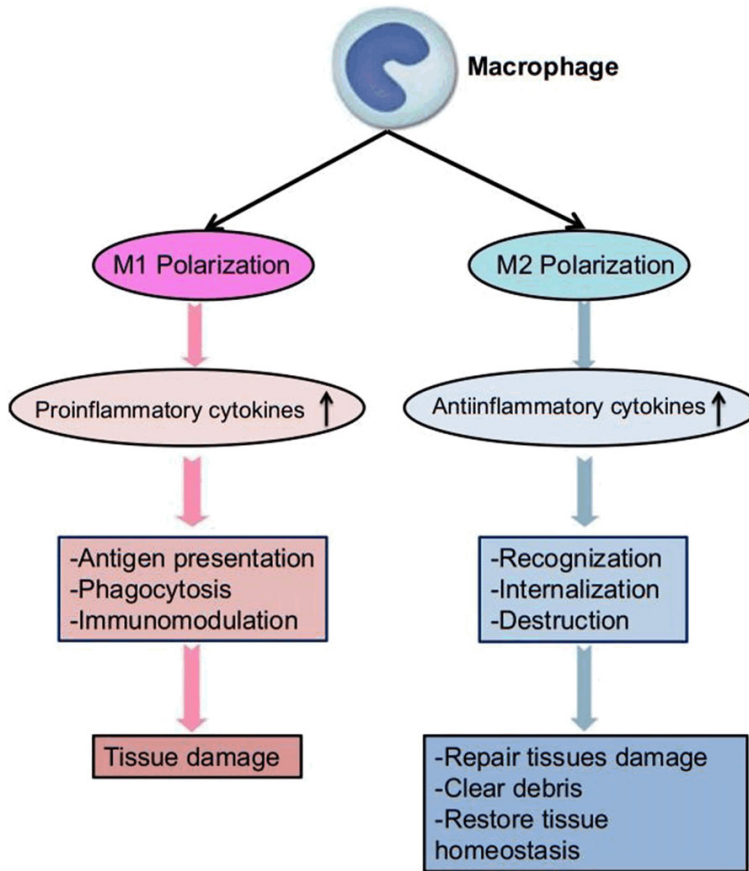 Macrophage
M1 Polarization
M2 Polarization
Proinflammatory cytokines
Antiinflammatory cytokines
-Antigen presentation
-Phagocytosis
-Immunomodulation
-Recognization
-Internalization
-Destruction
Tissue damage
-Repair tissues damage
-Clear debris
-Restore tissue
homeostasis